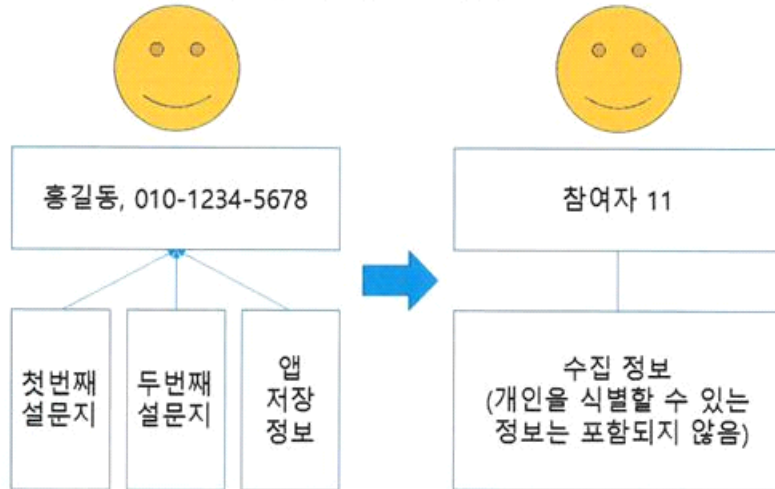 홍길동, 010-1234-5678
참여자 11
첫번째
설문지
두번째
설문지
앱
저장
정보
수집 정보
(개인을 식별할 수 있는
정보는 포함되지 않음)